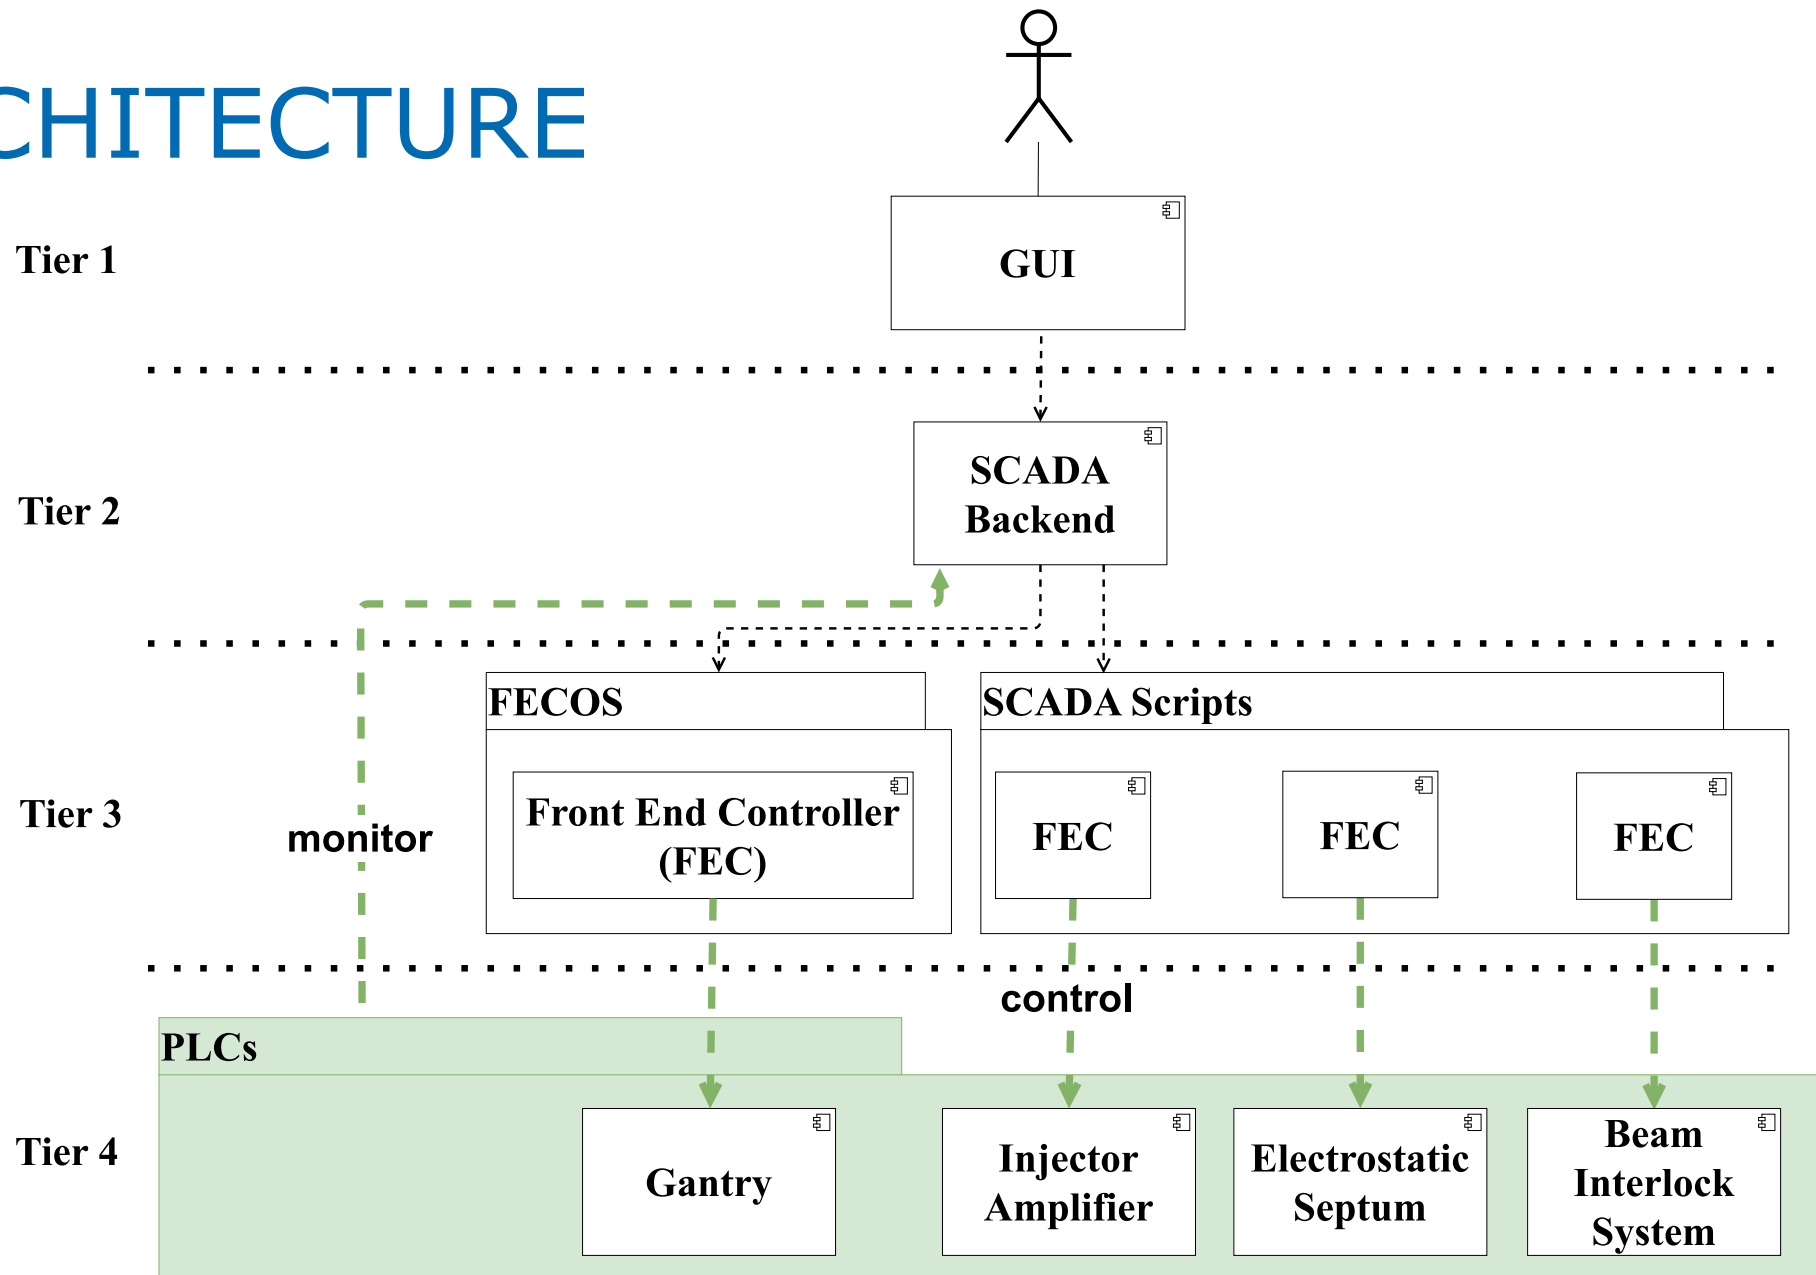 CHITECTURE
Tier 1
GUI
Tier 2
SCADA
Backend
FECOS
SCADA Scripts
Tier 3
monitor
Front End Controller
(FEC)
FEC
FEC
FEC
control
PLCs
Tier 4
Gantry
Injector
Amplifier
Electrostatic
Septum
Beam
Interlock
System